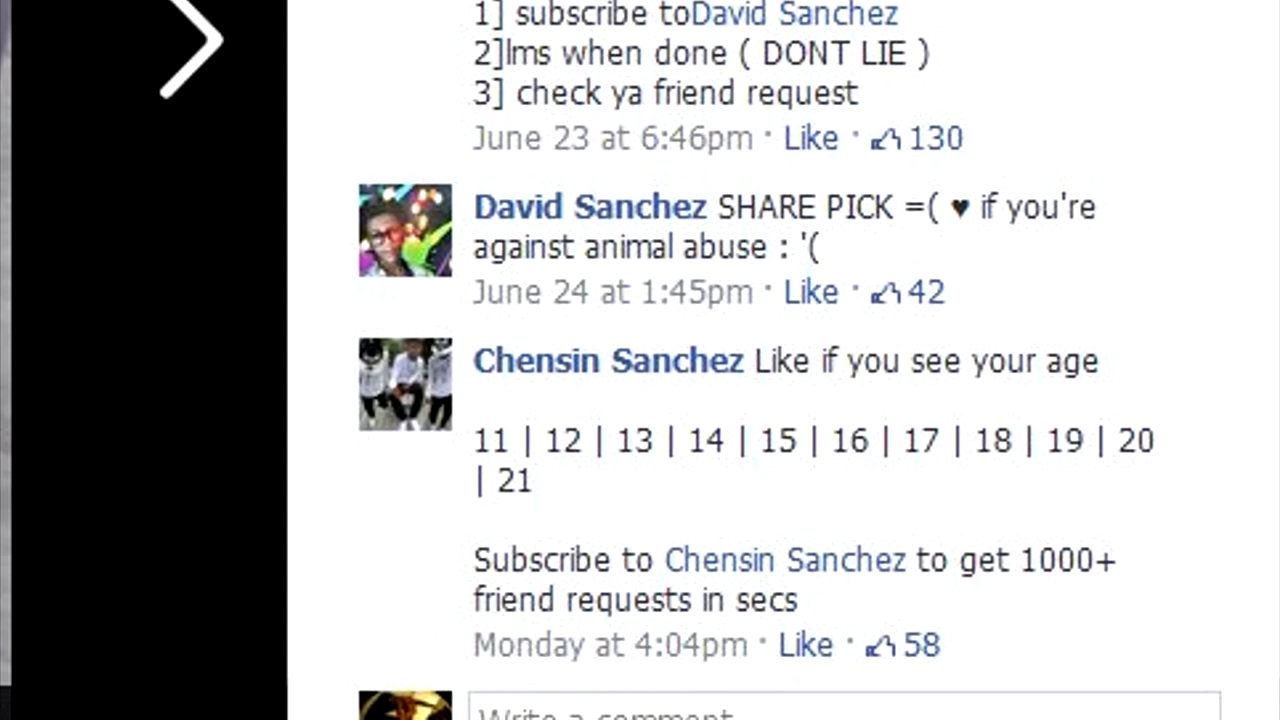 1] subscribe toDavid Sanchez
2]lms when done ( DONT LIE )
3] check ya friend request
June 23 at 6:46pm · Like · 130
David Sanchez SHARE PICK =( ♥ if you're
against animal abuse : '(
June 24 at 1:45pm · Like · 42
Chensin Sanchez Like if you see your age
11 | 12 | 13 | 14 | 15 | 16 | 17 | 18 | 19 | 20
| 21
Subscribe to Chensin Sanchez to get 1000+
friend requests in secs
Monday at 4:04pm · Like · 58
Write a comment